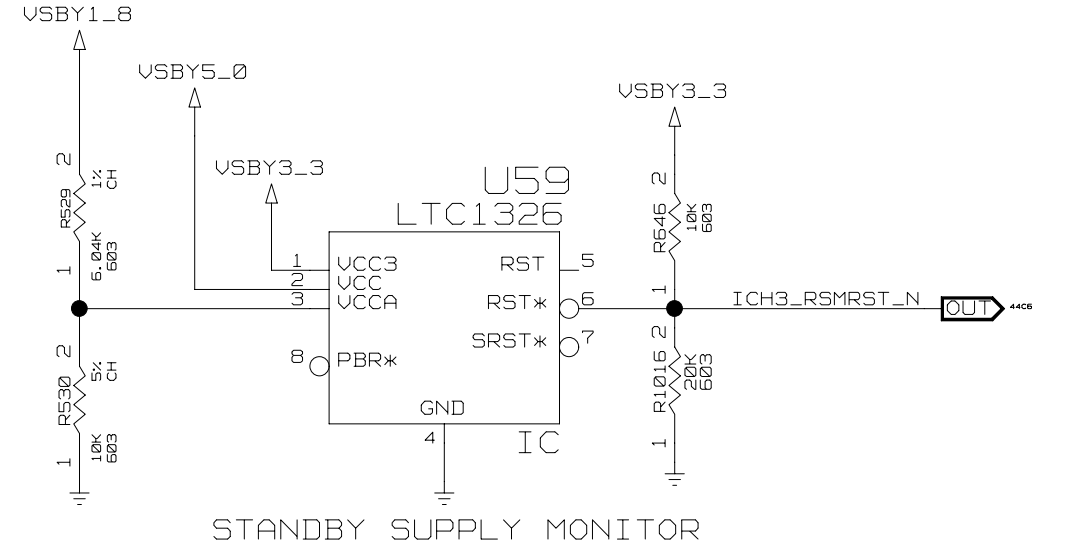 VSBY1_8
VSBY5_0
VSBY3_3
VSBY3_3
2
R529
1% CH
6.04K
603
1
2
R530
5% CH
10K
603
1
U59
LTC1326
1 VCC3
2 VCC
3 VCCA
8 PBR*
RST 5
RST* 6
SRST* 7
GND
4
IC
2
R646
10K
603
1
ICH3_RSMRST_N
OUT
44C6
2
R1016
20K
603
1
STANDBY SUPPLY MONITOR